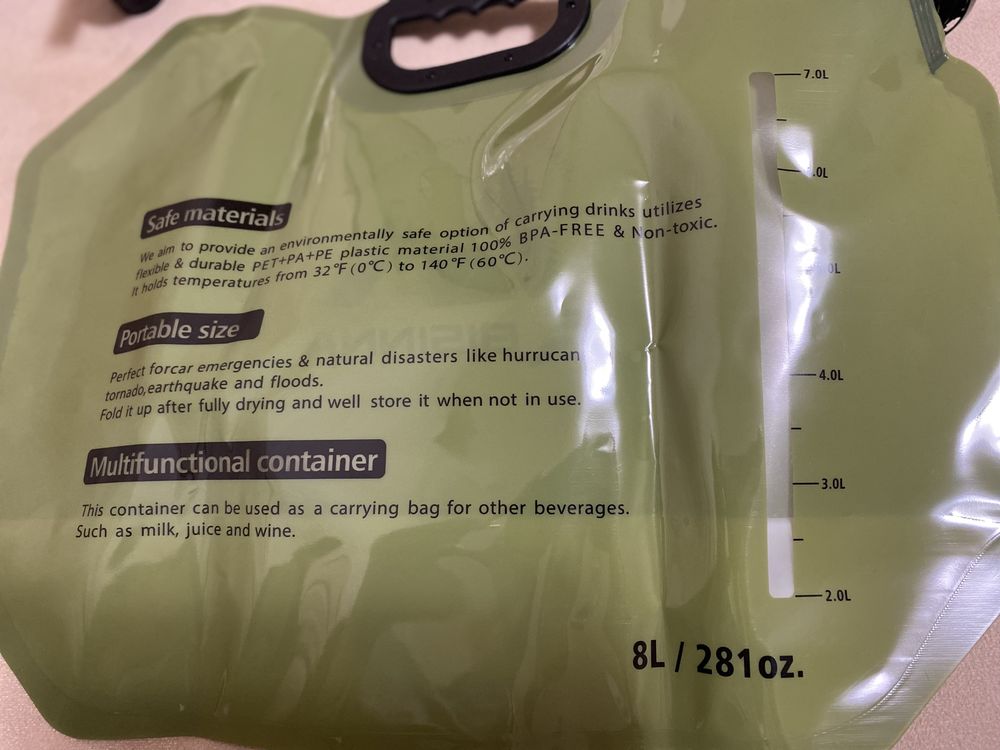 Safe materials
We aim to provide an environmentally safe option of carrying drinks utilizes
flexible & durable PET+PA+PE plastic material 100% BPA-FREE & Non-toxic.
It holds temperatures from 32℉(0℃) to 140℉(60℃).
Portable size
Perfect forcar emergencies & natural disasters like hurrucan
tornado,earthquake and floods.
Fold it up after fully drying and well store it when not in use.
Multifunctional container
This container can be used as a carrying bag for other beverages.
Such as milk, juice and wine.
7.0L
.0L
0L
4.0L
3.0L
2.0L
8L / 281oz.